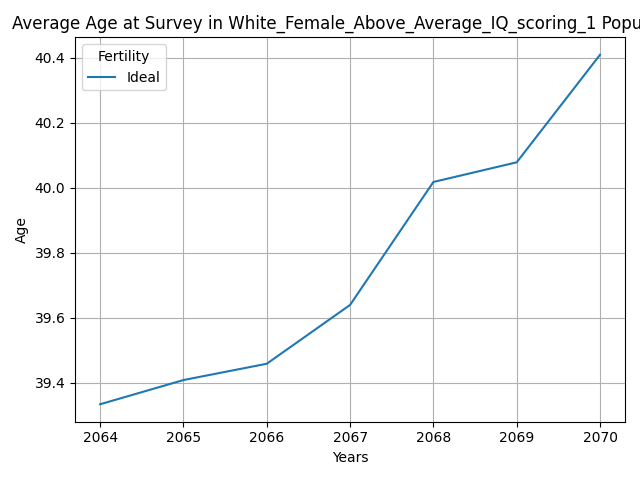 Average Age at Survey in White_Female_Above_Average_IQ_scoring_1 Popu
Fertility
Ideal
40.4
40.2
40.0
39.8
39.6
39.4
Age
2064 2065 2066 2067 2068 2069 2070
Years